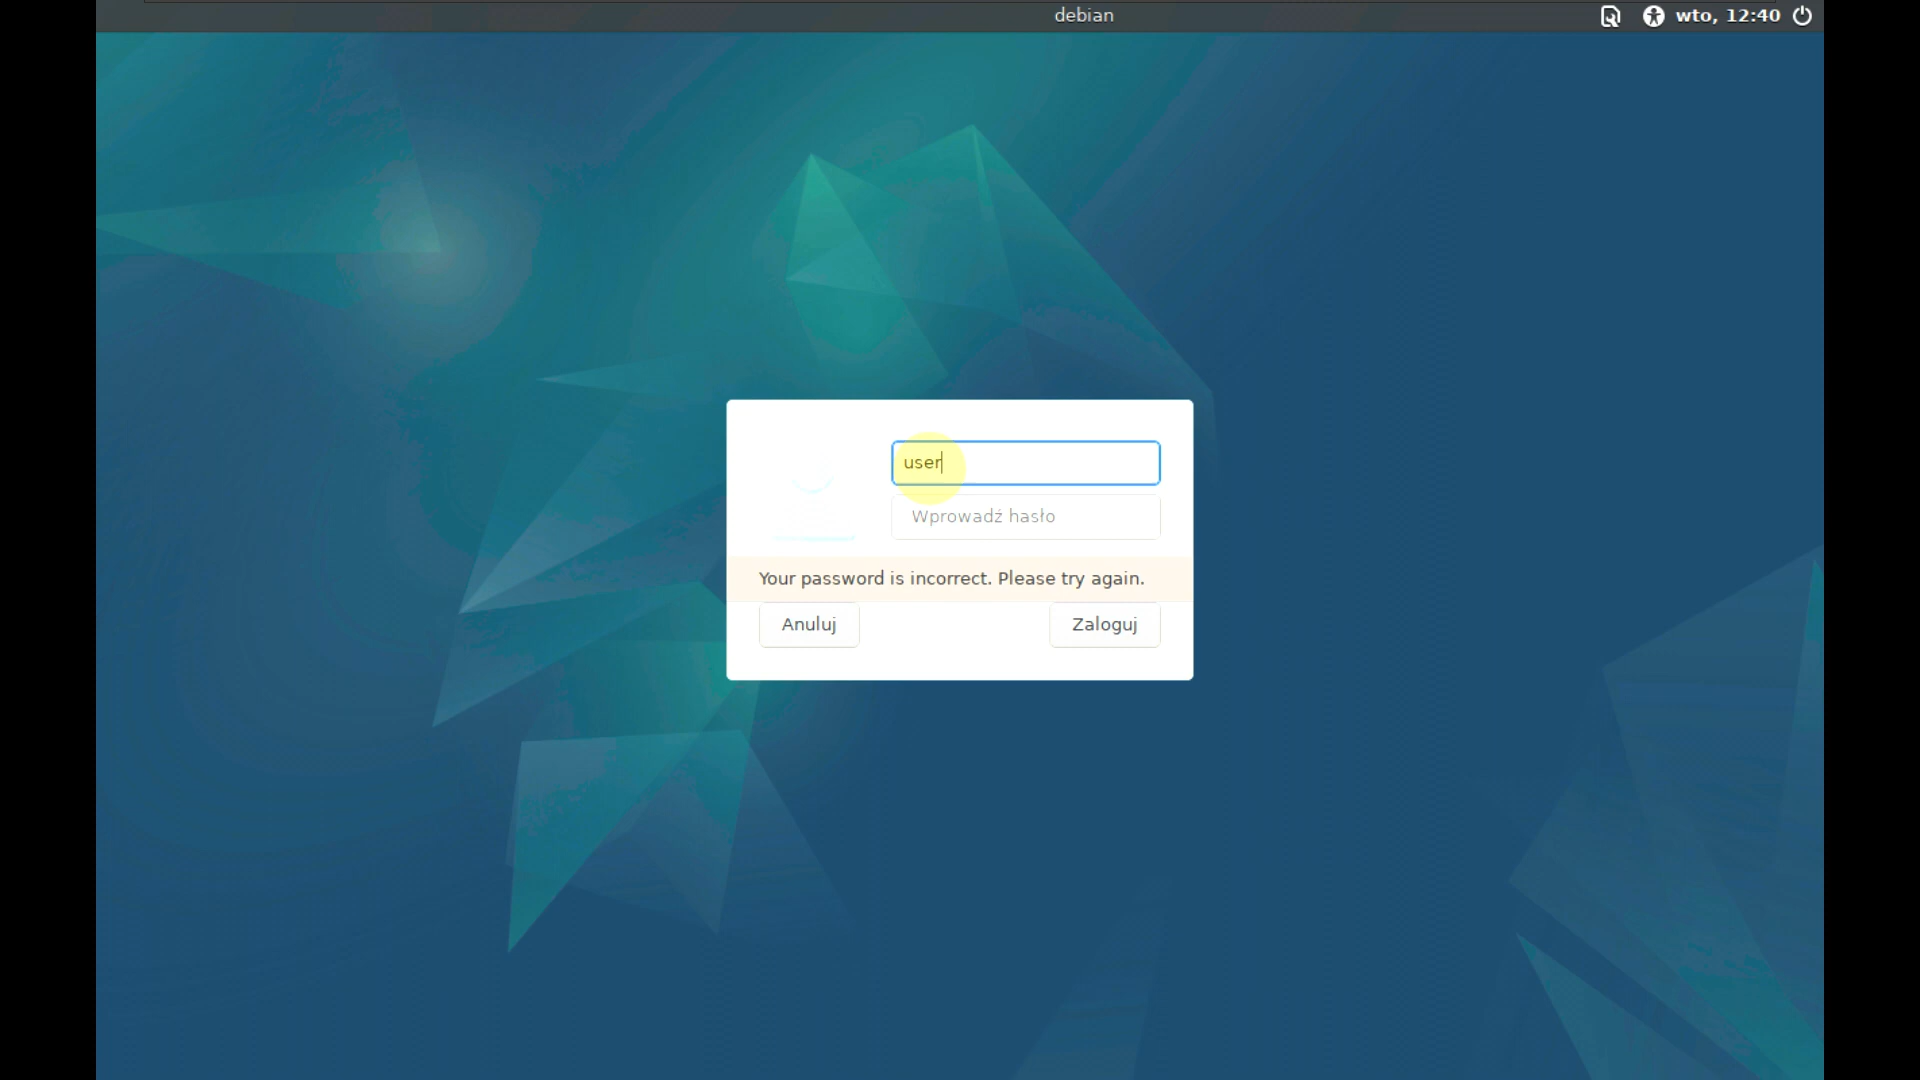 debian
wto, 12:40
user
Wprowadź hasło
Your password is incorrect. Please try again.
Anuluj
Zaloguj